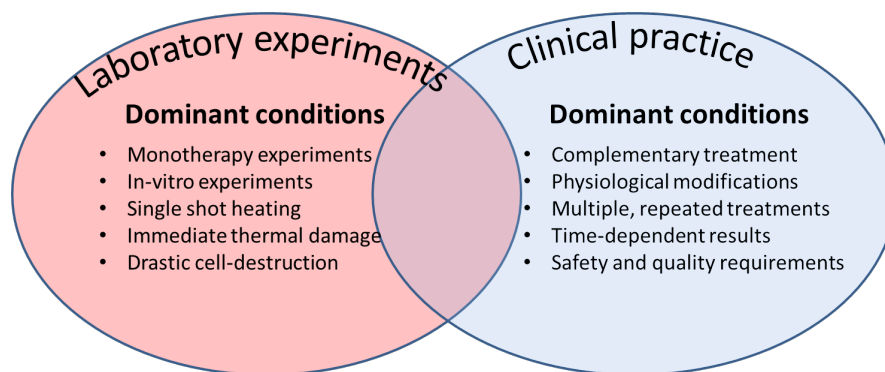 Laboratory experiments
Dominant conditions
• Monotherapy experiments
• In-vitro experiments
• Single shot heating
• Immediate thermal damage
• Drastic cell-destruction
Clinical practice
Dominant conditions
• Complementary treatment
• Physiological modifications
• Multiple, repeated treatments
• Time-dependent results
• Safety and quality requirements